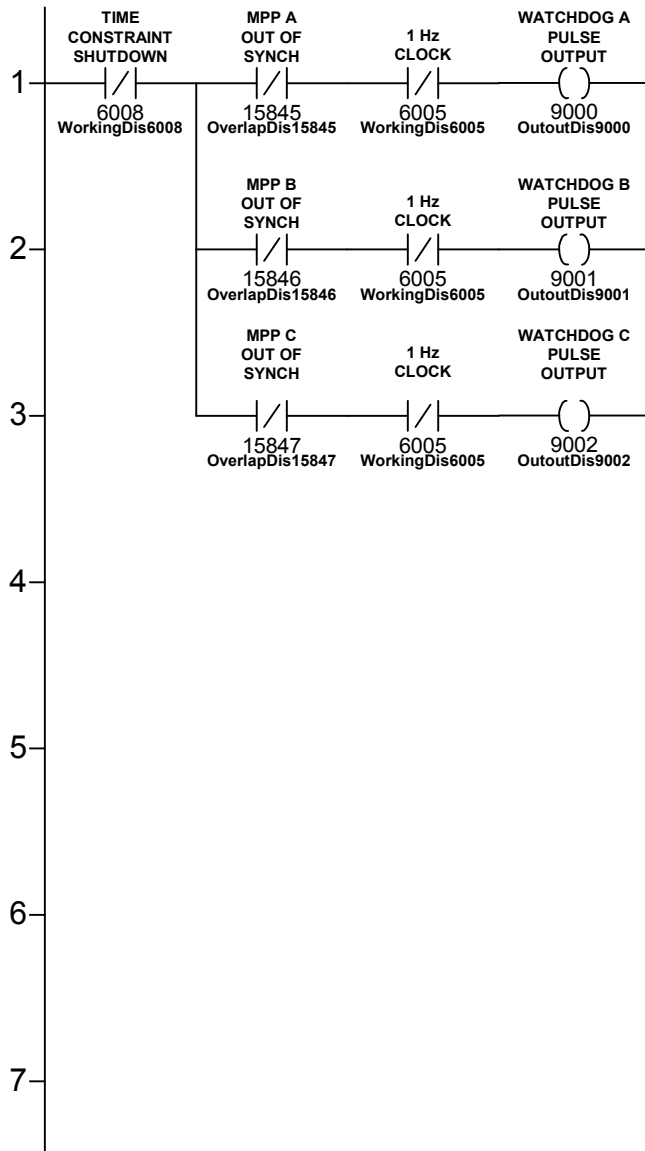 TIME
CONSTRAINT
SHUTDOWN
MPP A
OUT OF
SYNCH
1 Hz
CLOCK
WATCHDOG A
PULSE
OUTPUT
1
6008
WorkingDis6008
15845
OverlapDis15845
6005
WorkingDis6005
9000
OutoutDis9000
MPP B
OUT OF
SYNCH
1 Hz
CLOCK
WATCHDOG B
PULSE
OUTPUT
2
15846
OverlapDis15846
6005
WorkingDis6005
9001
OutoutDis9001
MPP C
OUT OF
SYNCH
1 Hz
CLOCK
WATCHDOG C
PULSE
OUTPUT
3
15847
OverlapDis15847
6005
WorkingDis6005
9002
OutoutDis9002
4
5
6
7